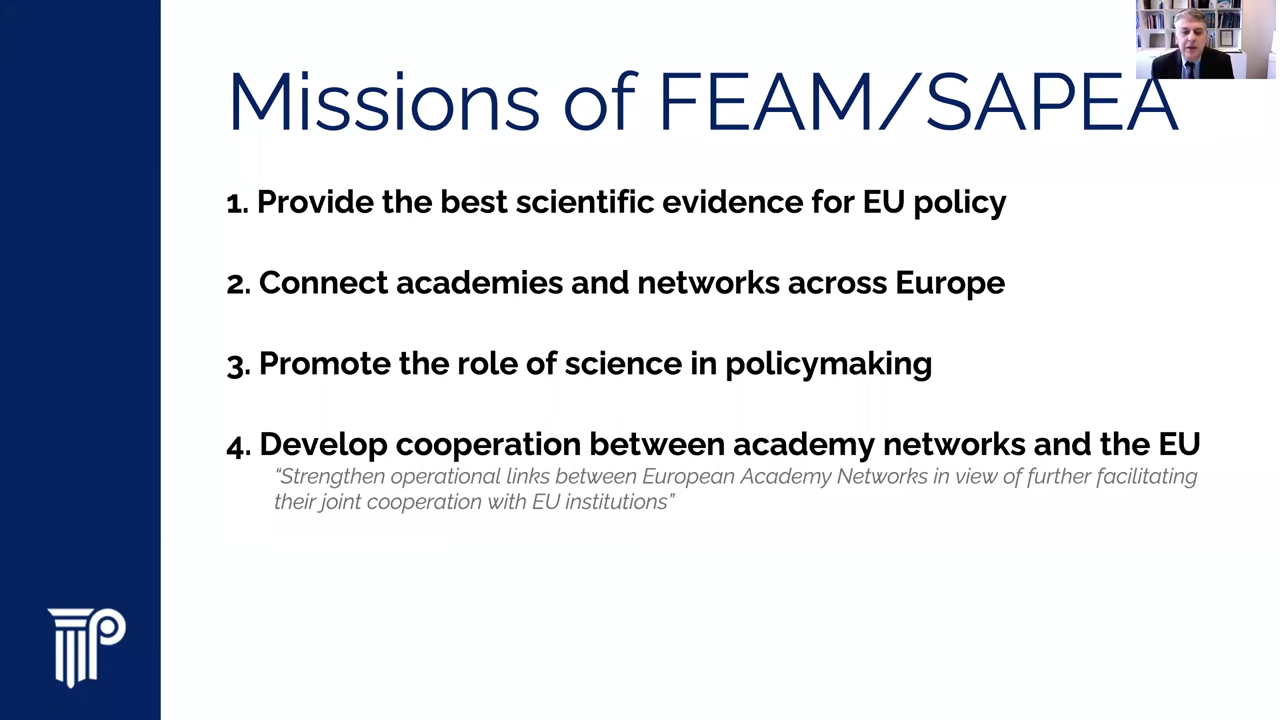 Missions of FEAM/SAPEA
1. Provide the best scientific evidence for EU policy
2. Connect academies and networks across Europe
3. Promote the role of science in policymaking
4. Develop cooperation between academy networks and the EU
“Strengthen operational links between European Academy Networks in view of further facilitating
their joint cooperation with EU institutions”